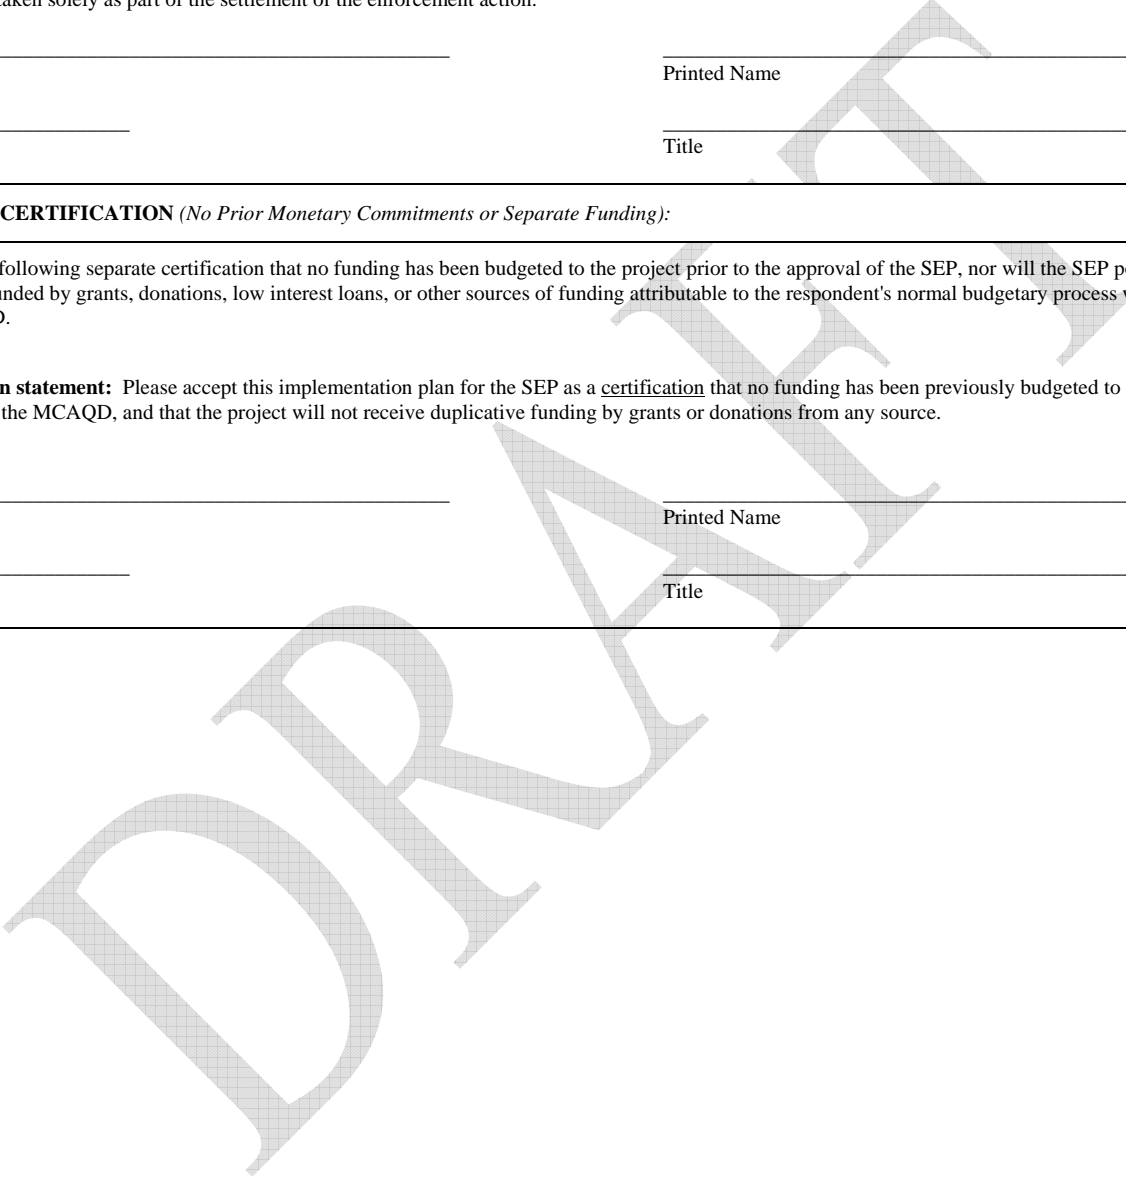 taken solely as part of the settlement of the enforcement action.
Printed Name
Title
CERTIFICATION (No Prior Monetary Commitments or Separate Funding):
following separate certification that no funding has been budgeted to the project prior to the approval of the SEP, nor will the SEP
funded by grants, donations, low interest loans, or other sources of funding attributable to the respondent's normal budgetary process
statement: Please accept this implementation plan for the SEP as a certification that no funding has been previously budgeted to
the MCAQD, and that the project will not receive duplicative funding by grants or donations from any source.
Printed Name
Title
DRAFT